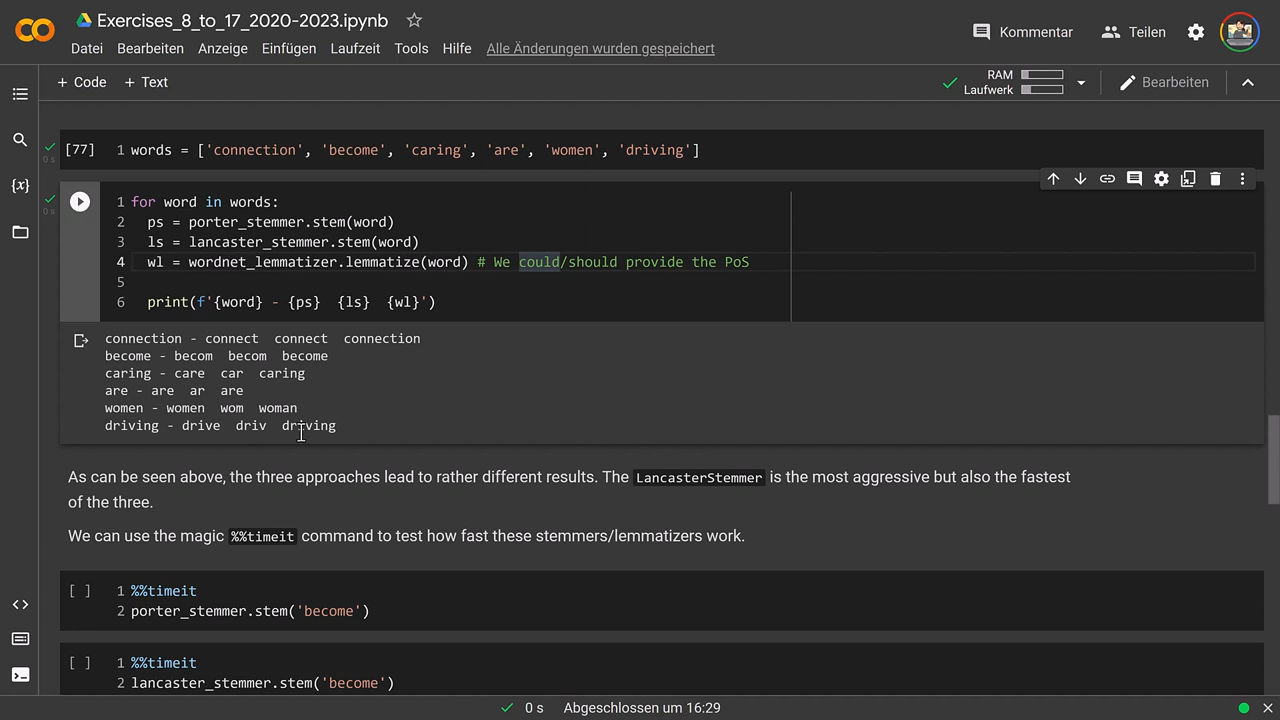 Exercises_8_to_17_2020-2023.ipynb
Datei Bearbeiten Anzeige Einfügen Laufzeit Tools Hilfe Alle Änderungen wurden gespeichert
Kommentar Teilen
+ Code + Text
RAM
Laufwerk
Bearbeiten
[77] 1 words = ['connection', 'become', 'caring', 'are', 'women', 'driving']
0 s
{x}
0 s
1 for word in words:
2 ps = porter_stemmer.stem(word)
3 ls = lancaster_stemmer.stem(word)
4 wl = wordnet_lemmatizer.lemmatize(word) # We could/should provide the PoS
5
6 print(f'{word} - {ps}  {ls}  {wl}')
connection - connect  connect  connection
become - becom  becom  become
caring - care  car  caring
are - are  ar  are
women - women  wom  woman
driving - drive  driv  driving
As can be seen above, the three approaches lead to rather different results. The LancasterStemmer is the most aggressive but also the fastest
of the three.
We can use the magic %%timeit command to test how fast these stemmers/lemmatizers work.
[ ] 1 %%timeit
2 porter_stemmer.stem('become')
[ ] 1 %%timeit
2 lancaster_stemmer.stem('become')
0 s Abgeschlossen um 16:29